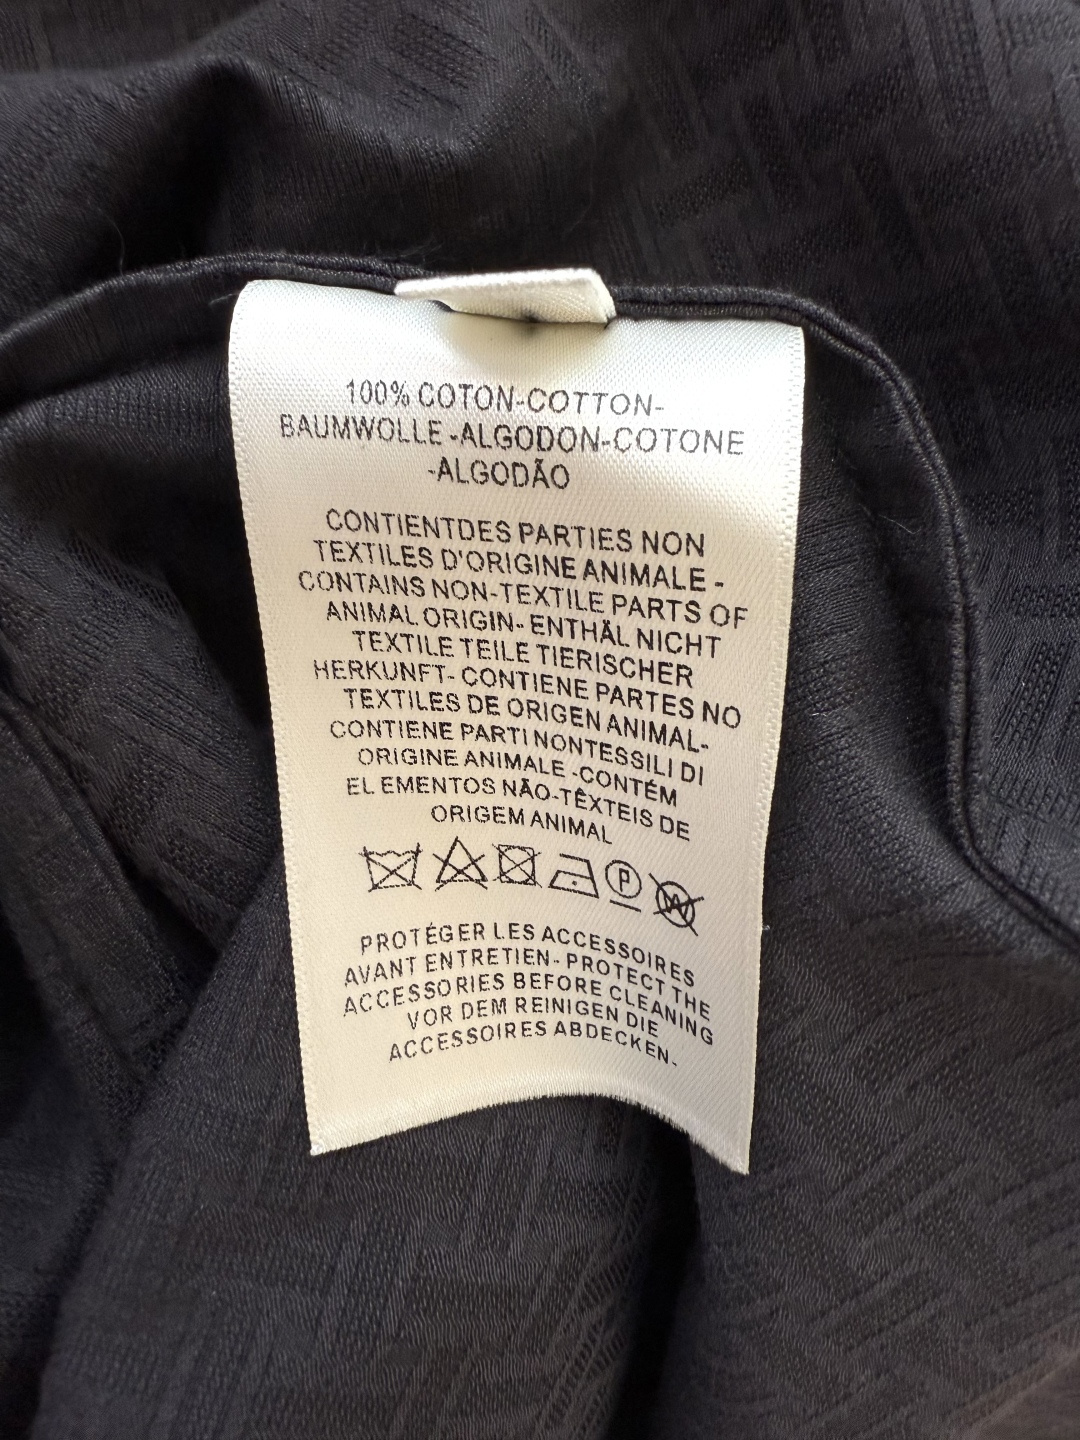 100% COTON-COTTON-
BAUMWOLLE-ALGODON-COTONE
-ALGODÃO
CONTIENTDES PARTIES NON
TEXTILES D'ORIGINE ANIMALE -
CONTAINS NON-TEXTILE PARTS OF
ANIMAL ORIGIN- ENTHÄL NICHT
TEXTILE TEILE TIERISCHER
HERKUNFT- CONTIENE PARTES NO
TEXTILES DE ORIGEN ANIMAL-
CONTIENE PARTI NONTESSILI DI
ORIGINE ANIMALE -CONTÉM
EL EMENTOS NÃO-TÊXTEIS DE
ORIGEM ANIMAL
P W
PROTÉGER LES ACCESSOIRES
AVANT ENTRETIEN- PROTECT THE
ACCESSORIES BEFORE CLEANING
VOR DEM REINIGEN DIE
ACCESSOIRES ABDECKEN-